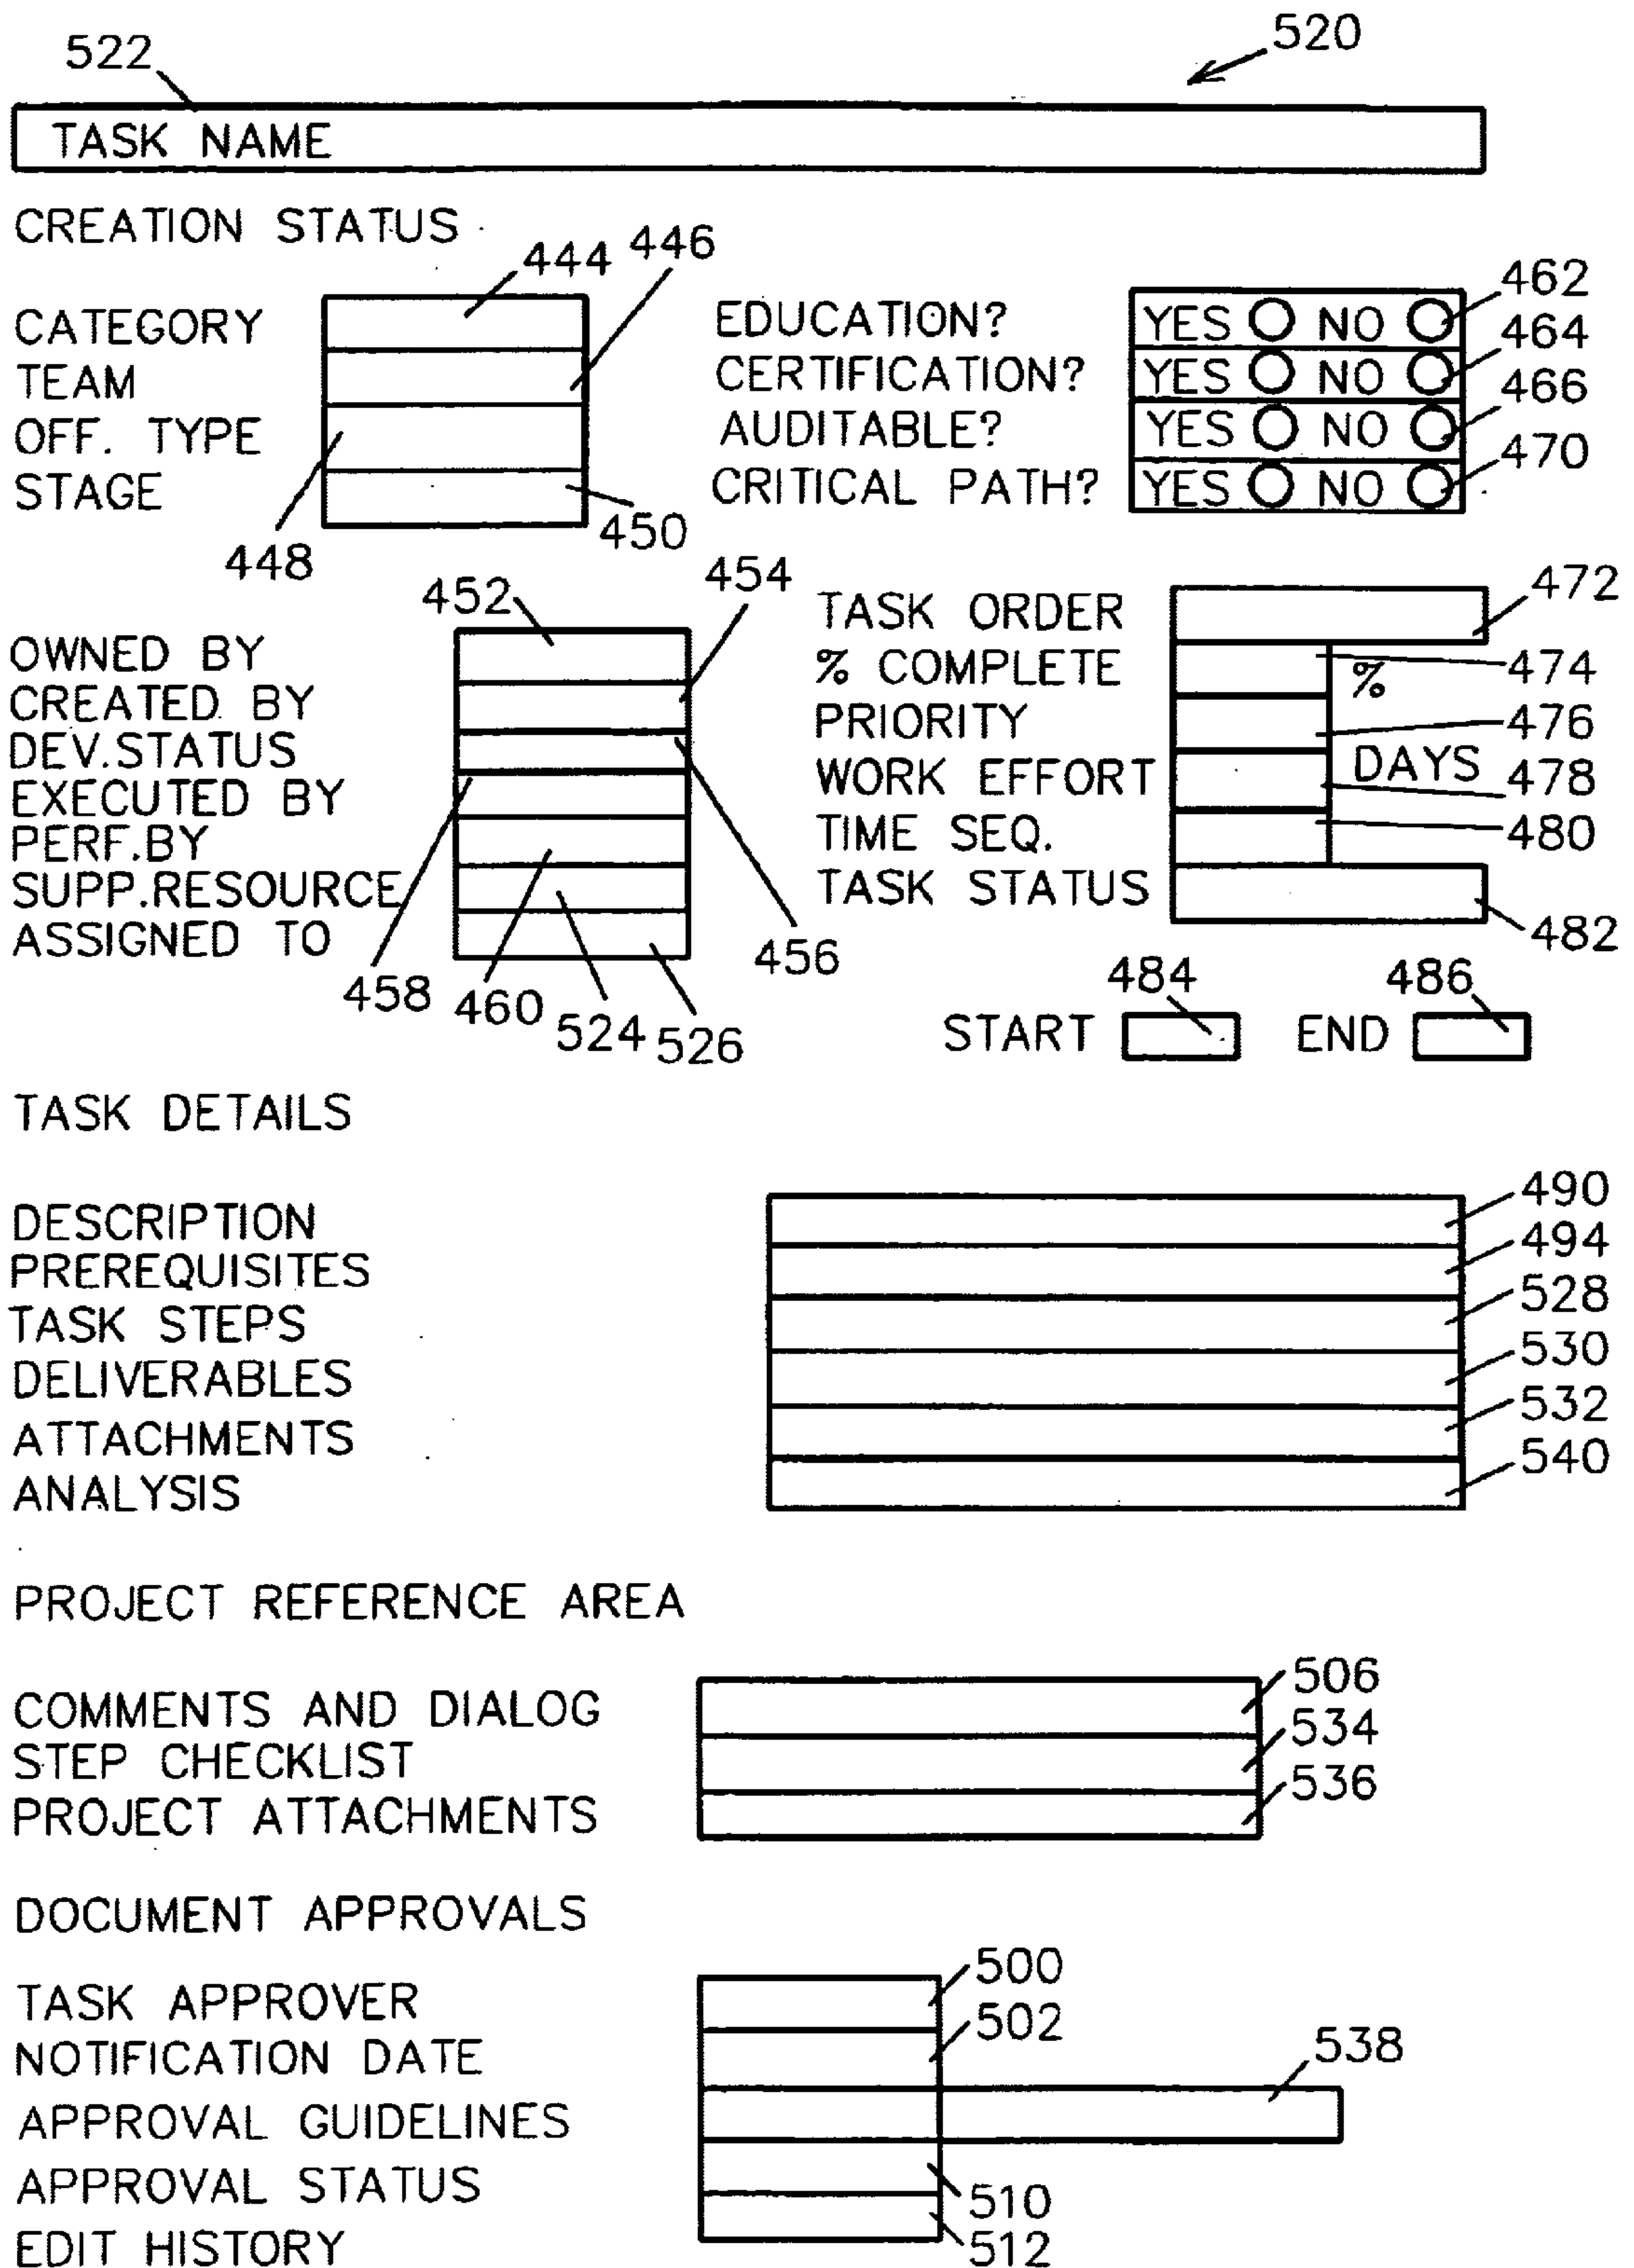 520
522
TASK NAME
CREATION STATUS
444 446
CATEGORY
TEAM
OFF. TYPE
STAGE
448 450
EDUCATION? YES NO 462
CERTIFICATION? YES NO 464
AUDITABLE? YES NO 466
CRITICAL PATH? YES NO 470
452 454
OWNED BY
CREATED BY
DEV.STATUS
EXECUTED BY
PERF.BY
SUPP.RESOURCE
ASSIGNED TO
458 460 524 526 456
TASK ORDER 472
% COMPLETE % 474
PRIORITY 476
WORK EFFORT DAYS 478
TIME SEQ. 480
TASK STATUS 482
484 486
START END
TASK DETAILS
DESCRIPTION 490
PREREQUISITES 494
TASK STEPS 528
DELIVERABLES 530
ATTACHMENTS 532
ANALYSIS 540
PROJECT REFERENCE AREA
COMMENTS AND DIALOG 506
STEP CHECKLIST 534
PROJECT ATTACHMENTS 536
DOCUMENT APPROVALS
TASK APPROVER 500
NOTIFICATION DATE 502
APPROVAL GUIDELINES 538
APPROVAL STATUS 510
EDIT HISTORY 512